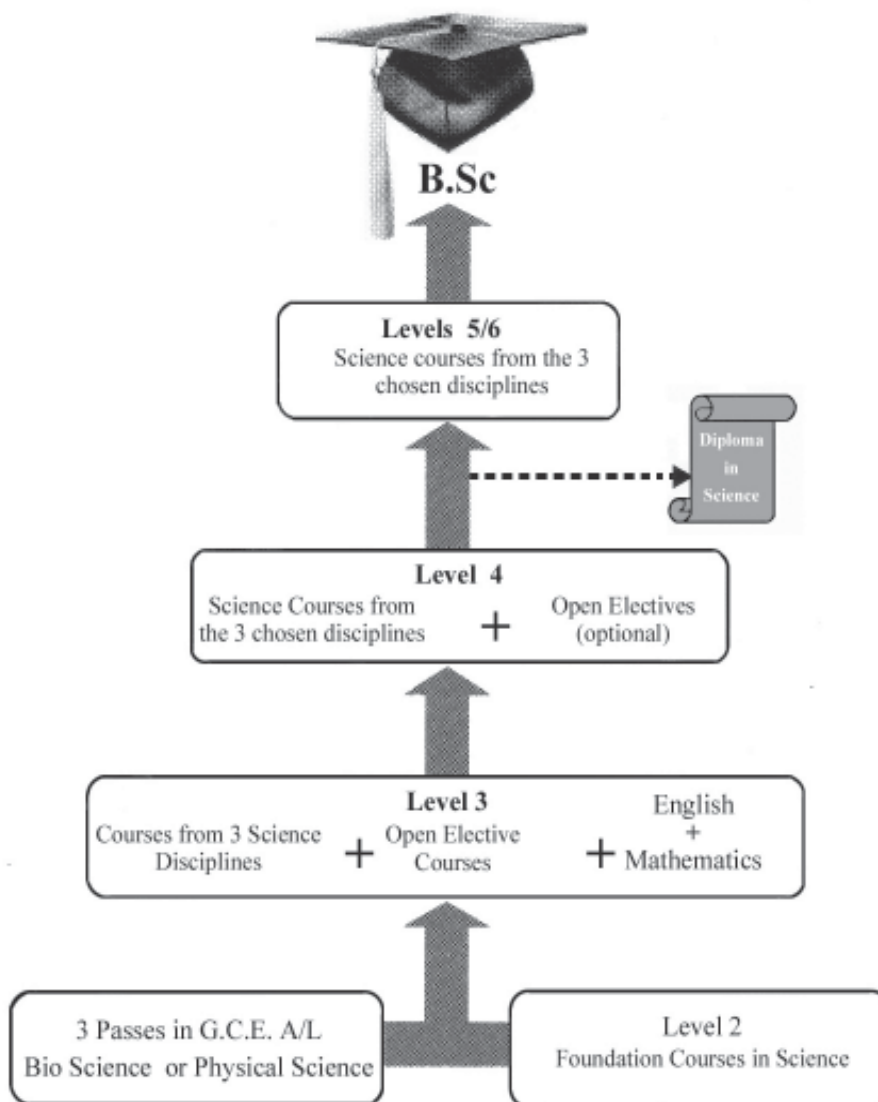 B.Sc
Levels 5/6
Science courses from the 3
chosen disciplines
Diploma
in
Science
Level 4
Science Courses from
the 3 chosen disciplines
+
Open Electives
(optional)
Level 3
Courses from 3 Science
Disciplines
+
Open Elective
Courses
+
English
+
Mathematics
3 Passes in G.C.E. A/L
Bio Science or Physical Science
Level 2
Foundation Courses in Science